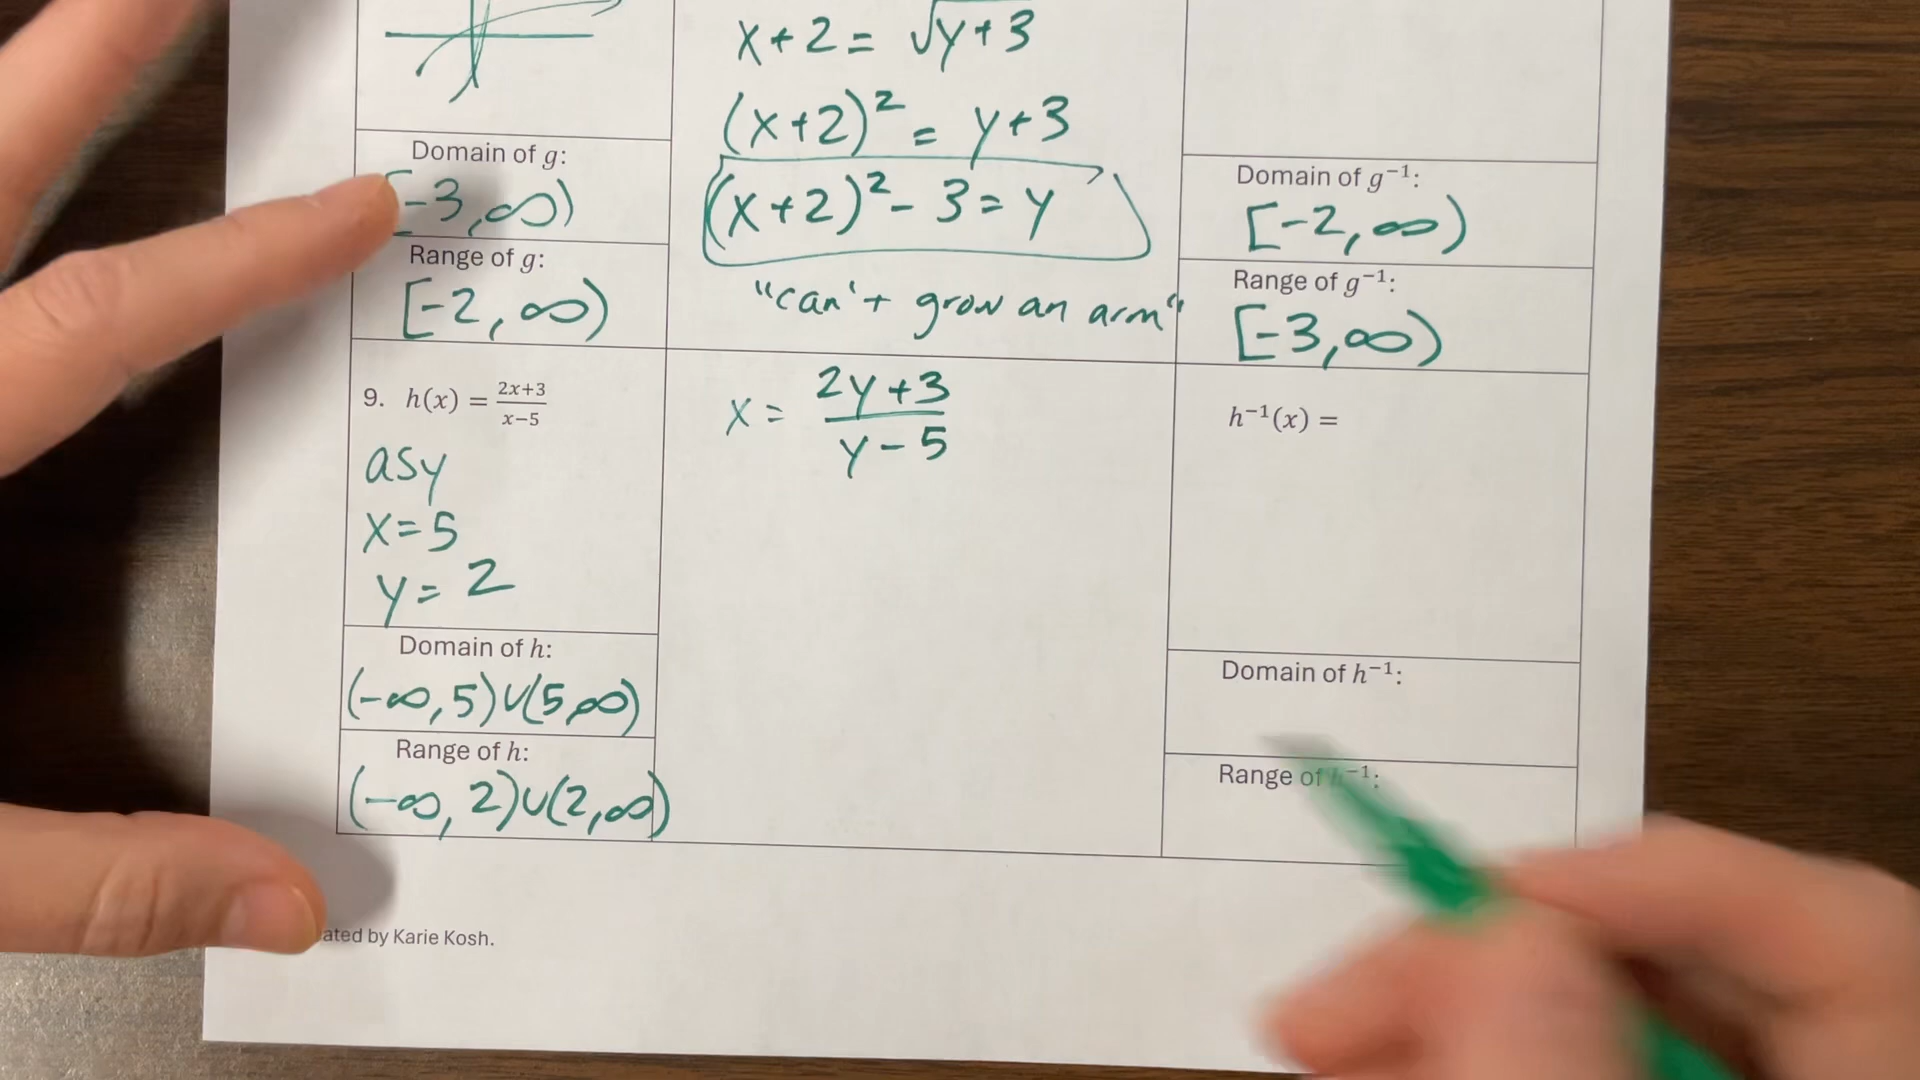 x+2 = √y+3
(x+2)² = y+3
(x+2)² - 3 = y
"can't grow an arm"
Domain of g:
[-3, ∞)
Range of g:
[-2, ∞)
Domain of g⁻¹:
[-2, ∞)
Range of g⁻¹:
[-3, ∞)
9. h(x) = 2x+3 / x−5
asy
x=5
y= 2
Domain of h:
(-∞, 5)∪(5,∞)
Range of h:
(-∞, 2)∪(2,∞)
x = 2y+3 / y-5
h⁻¹(x) =
Domain of h⁻¹:
Range of h⁻¹:
ated by Karie Kosh.